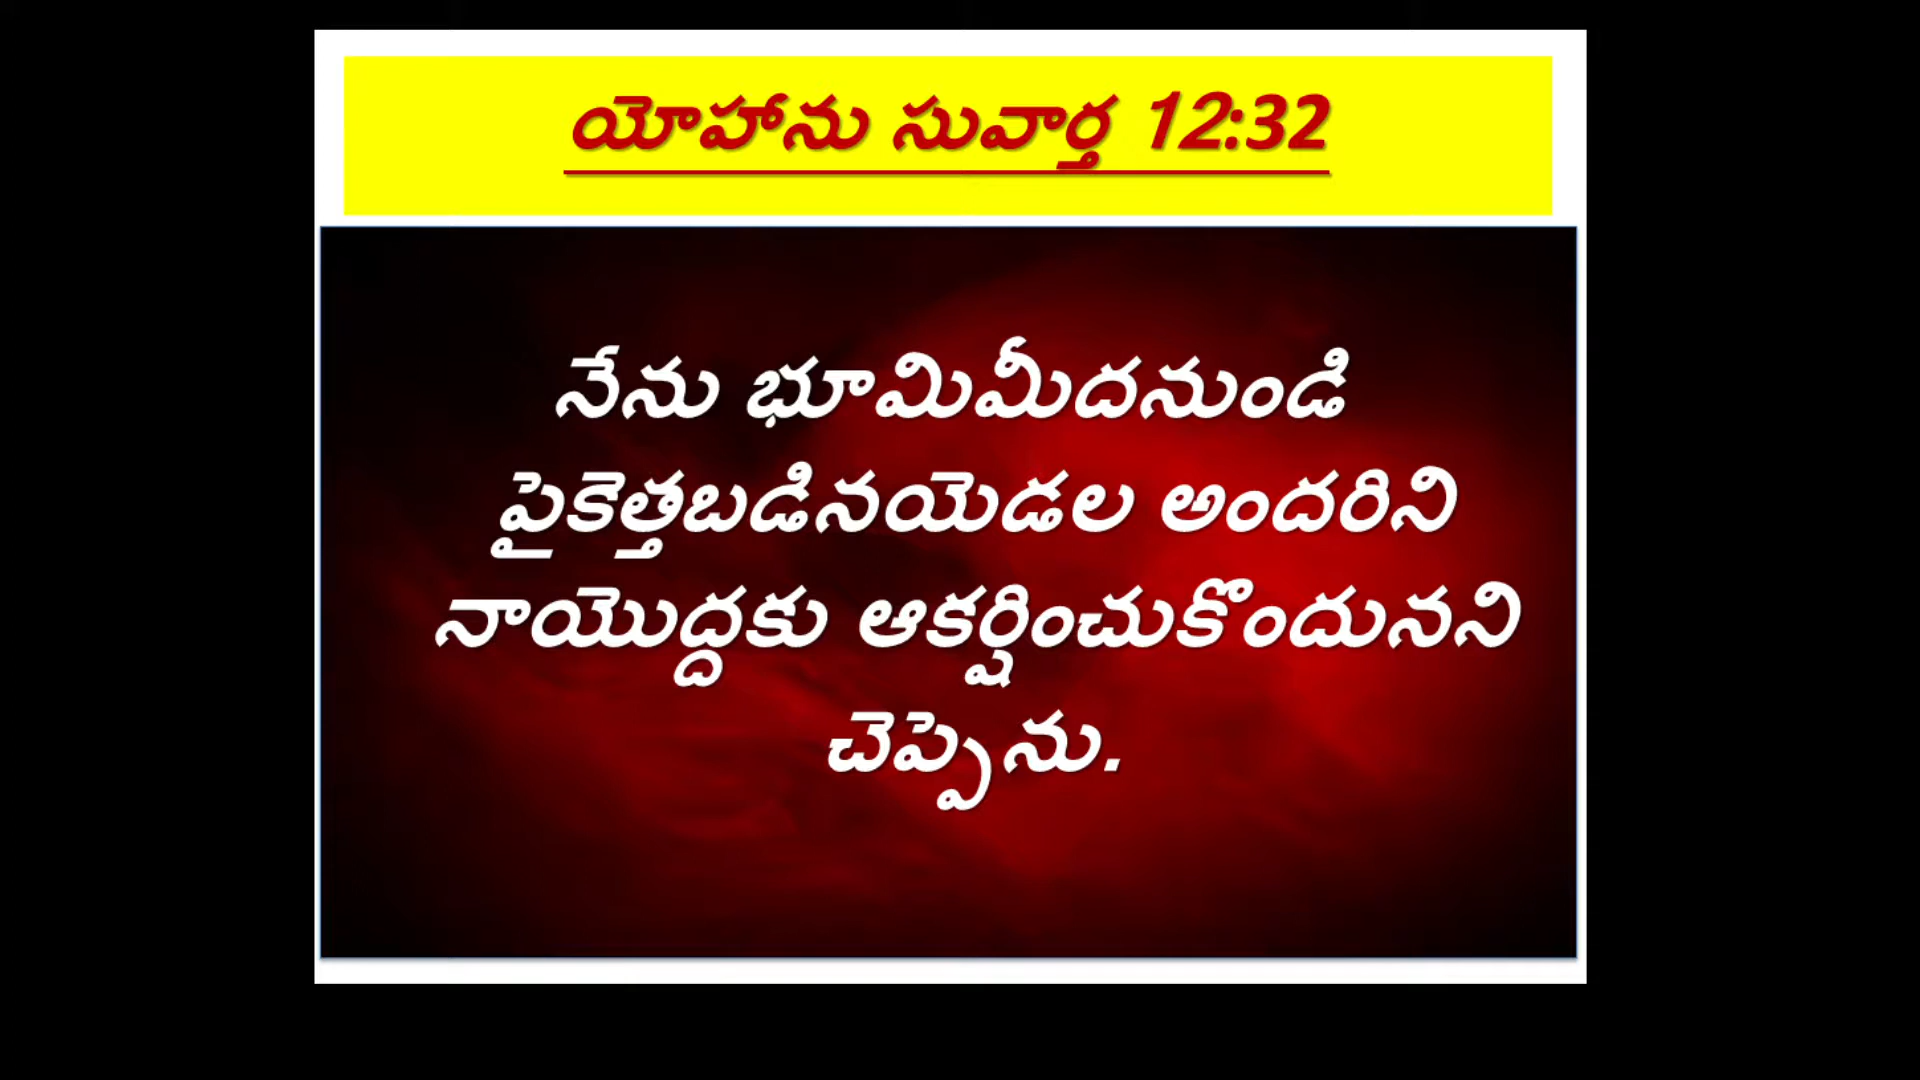 యోహాను సువార్త 12:32
నేను భూమిమీదనుండి
పైకెత్తబడినయెడల అందరిని
నాయొద్దకు ఆకర్షించుకొందునని
చెప్పెను.